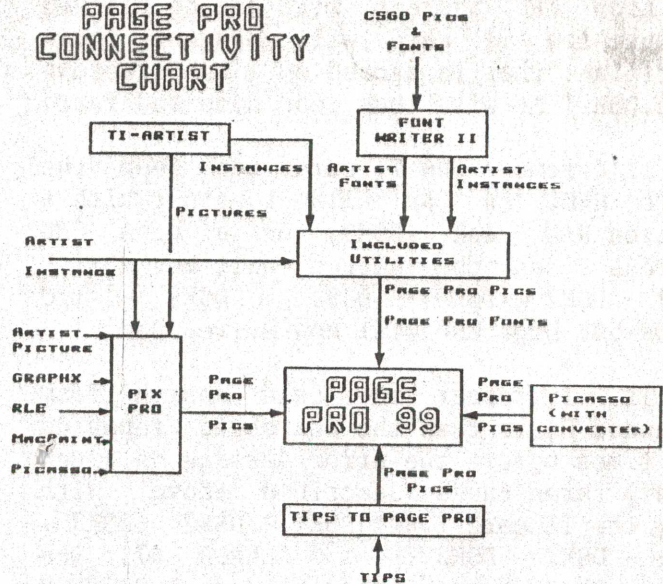 PAGE PRO
CONNECTIVITY
CHART
CSGD Pics
&
Fonts
TI-ARTIST
FONT
WRITER II
INSTANCES
ARTIST
FONTS
ARTIST
INSTANCES
PICTURES
ARTIST
INSTANCE
INCLUDED
UTILITIES
PAGE PRO PICS
PAGE PRO FONTS
ARTIST
PICTURE
GRAPHX
RLE
MACPAINT
PICASSO
PIX
PRO
PAGE
PRO
PICS
PAGE
PRO 99
PAGE
PRO
PICS
PICASSO
(WITH
CONVERTER)
PAGE PRO
PICS
TIPS TO PAGE PRO
TIPS